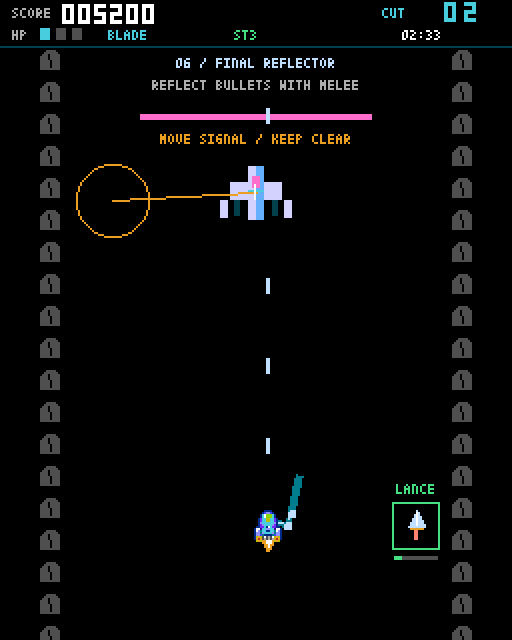 SCORE 005200 CUT 02
HP BLADE ST3 02:33
06 / FINAL REFLECTOR
REFLECT BULLETS WITH MELEE
MOVE SIGNAL / KEEP CLEAR
LANCE